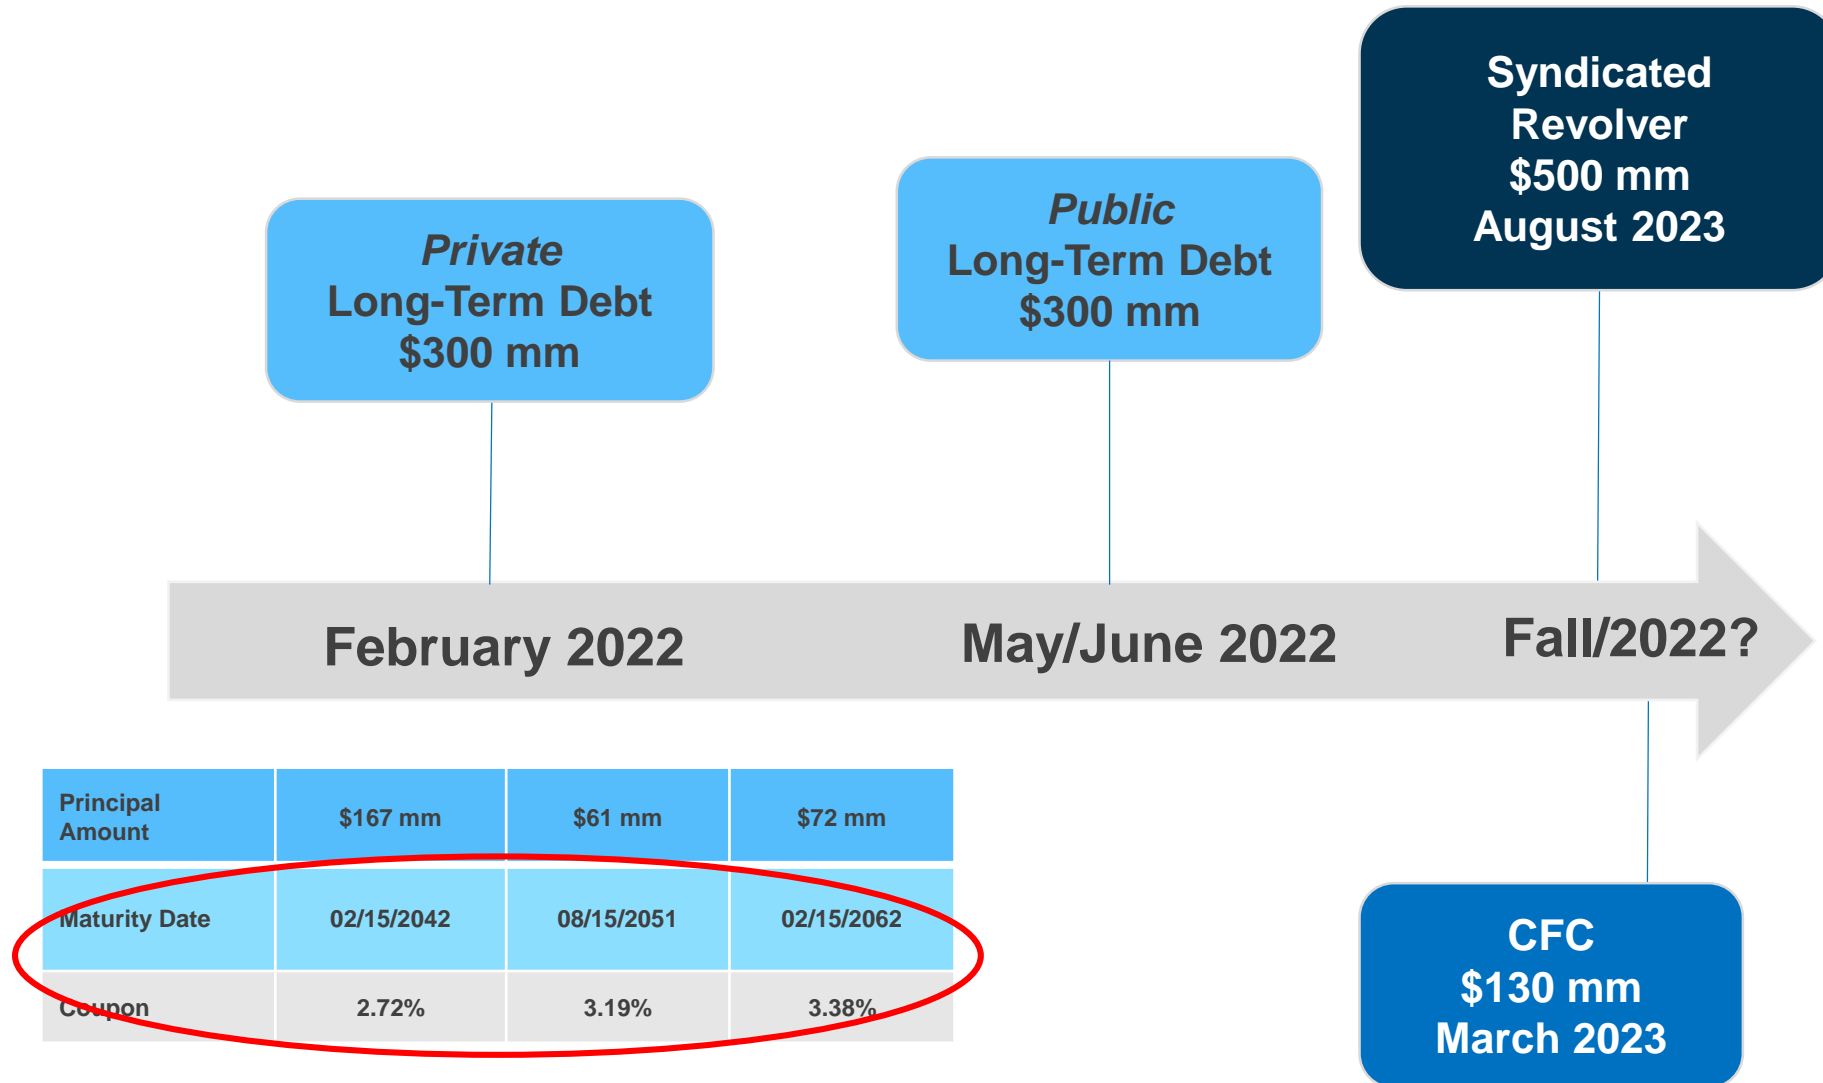 Syndicated
Revolver
$500 mm
August 2023
Private
Long-Term Debt
$300 mm
Public
Long-Term Debt
$300 mm
February 2022
May/June 2022
Fall/2022?
Principal
Amount
$167 mm
$61 mm
$72 mm
Maturity Date
02/15/2042
08/15/2051
02/15/2062
Coupon
2.72%
3.19%
3.38%
CFC
$130 mm
March 2023